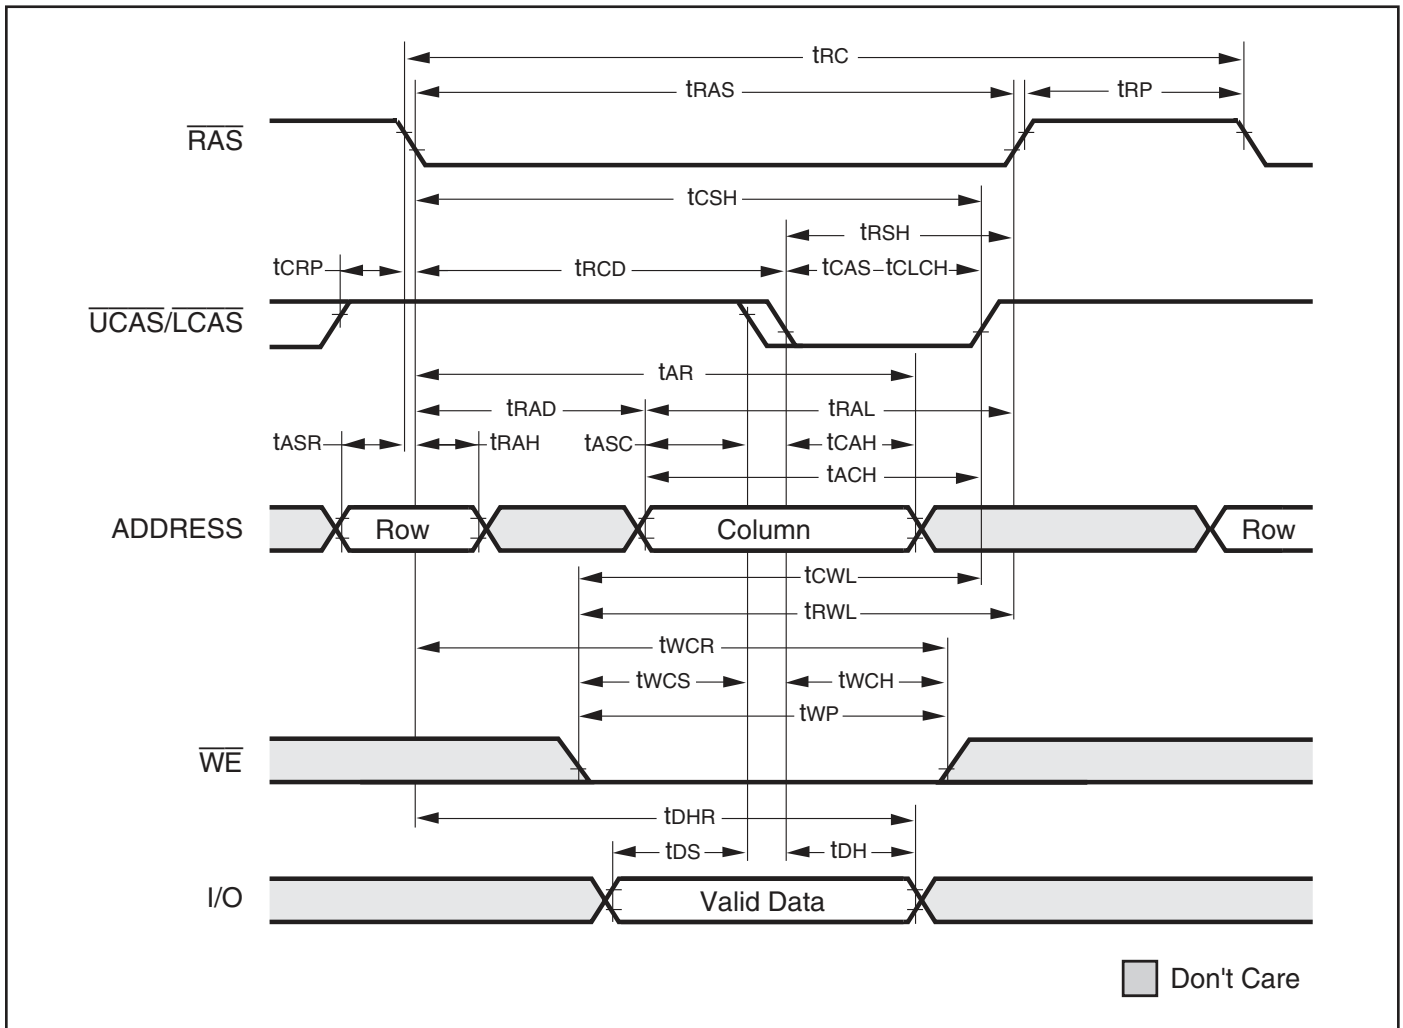 tRC
tRAS
tRP
RAS
tCSH
tRSH
tCRP
tRCD
tCAS tCLCH
UCAS/LCAS
tAR
tRAD
tRAL
tASR
tRAH
tASC
tCAH
tACH
ADDRESS
Row
Column
Row
tCWL
tRWL
tWCR
tWCS
tWCH
tWP
WE
tDHR
tDS
tDH
I/O
Valid Data
Don't Care